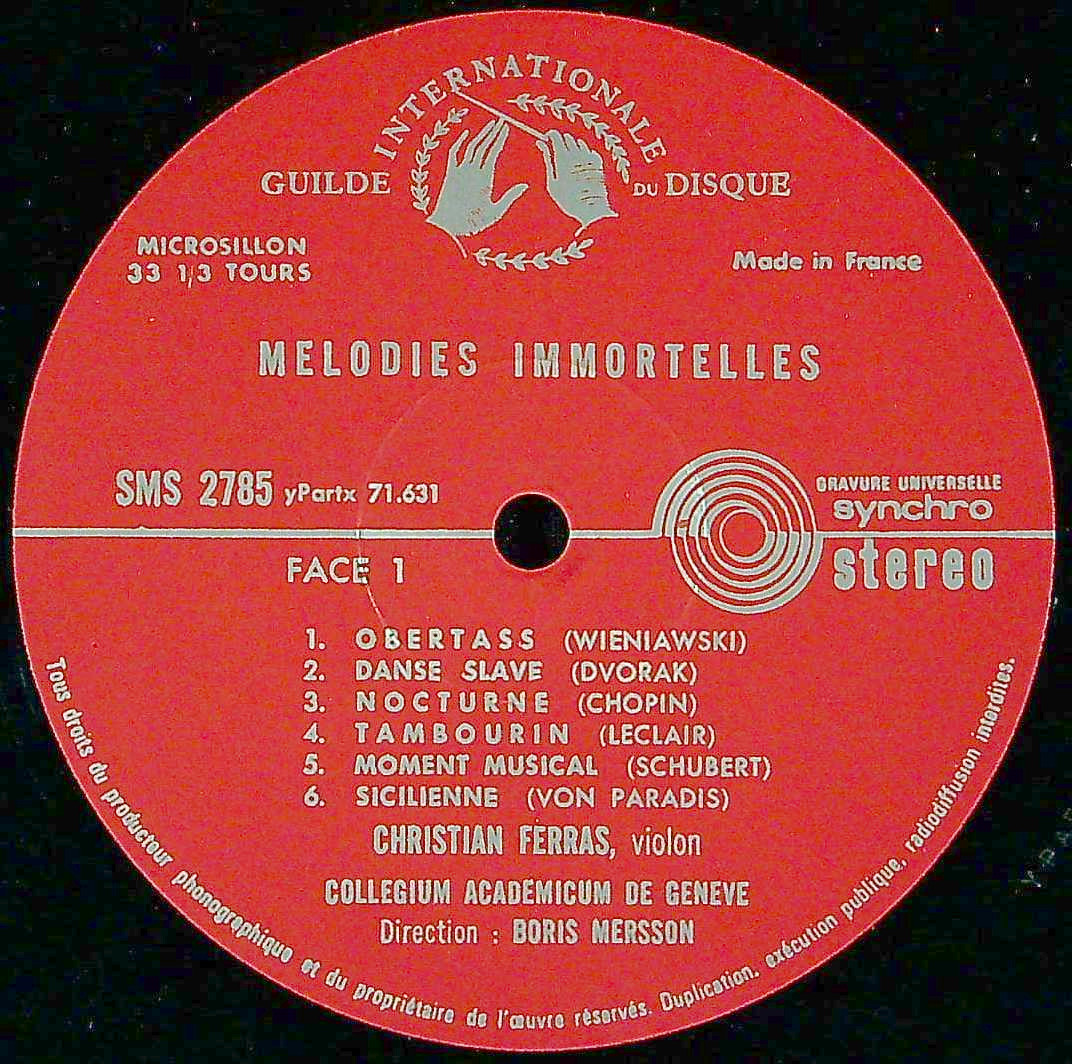 GUILDE INTERNATIONALE DU DISQUE
MICROSILLON
33 1/3 TOURS
Made in France
MELODIES IMMORTELLES
SMS 2785 yPartx 71.631
GRAVURE UNIVERSELLE
synchro
stereo
FACE 1
1. OBERTASS (WIENIAWSKI)
2. DANSE SLAVE (DVORAK)
3. NOCTURNE (CHOPIN)
4. TAMBOURIN (LECLAIR)
5. MOMENT MUSICAL (SCHUBERT)
6. SICILIENNE (VON PARADIS)
CHRISTIAN FERRAS, violon
COLLEGIUM ACADEMICUM DE GENEVE
Direction : BORIS MERSSON
Tous droits du producteur phonographique et du propriétaire de l'œuvre réservés. Duplication, exécution publique, radiodiffusion interdites.